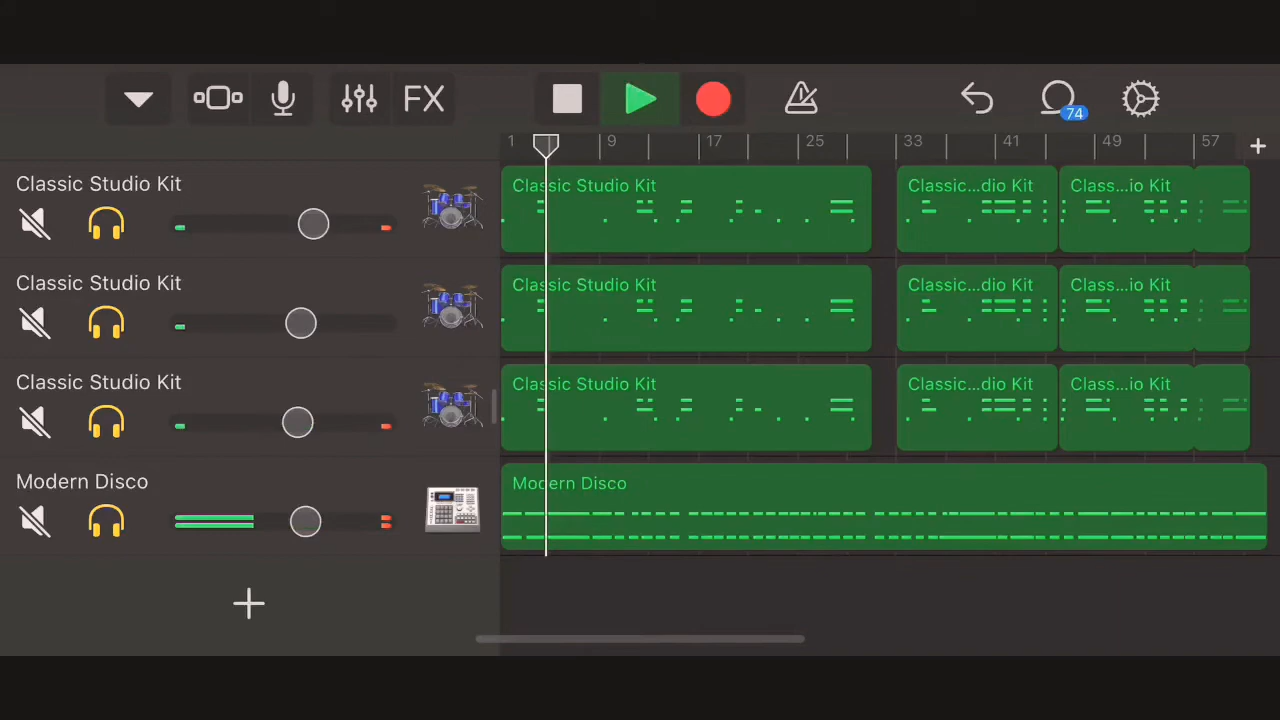 FX
74
1 9 17 25 33 41 49 57
Classic Studio Kit
Classic Studio Kit Classic...dio Kit Class...io Kit
Classic Studio Kit
Classic Studio Kit Classic...dio Kit Class...io Kit
Classic Studio Kit
Classic Studio Kit Classic...dio Kit Class...io Kit
Modern Disco
Modern Disco